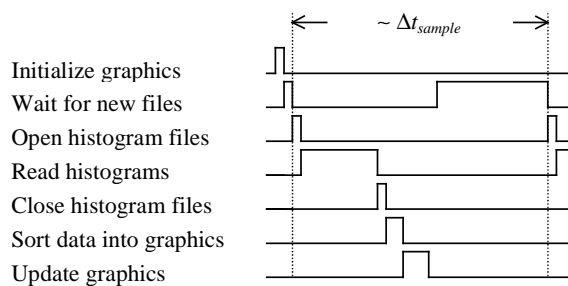 ~ Δt_sample
Initialize graphics
Wait for new files
Open histogram files
Read histograms
Close histogram files
Sort data into graphics
Update graphics